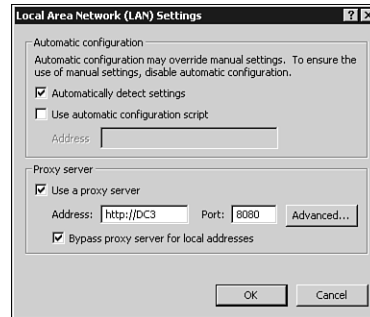 Local Area Network (LAN) Settings
Automatic configuration
Automatic configuration may override manual settings. To ensure the
use of manual settings, disable automatic configuration.
Automatically detect settings
Use automatic configuration script
Address
Proxy server
Use a proxy server
Address: http://DC3 Port: 8080 Advanced...
Bypass proxy server for local addresses
OK Cancel